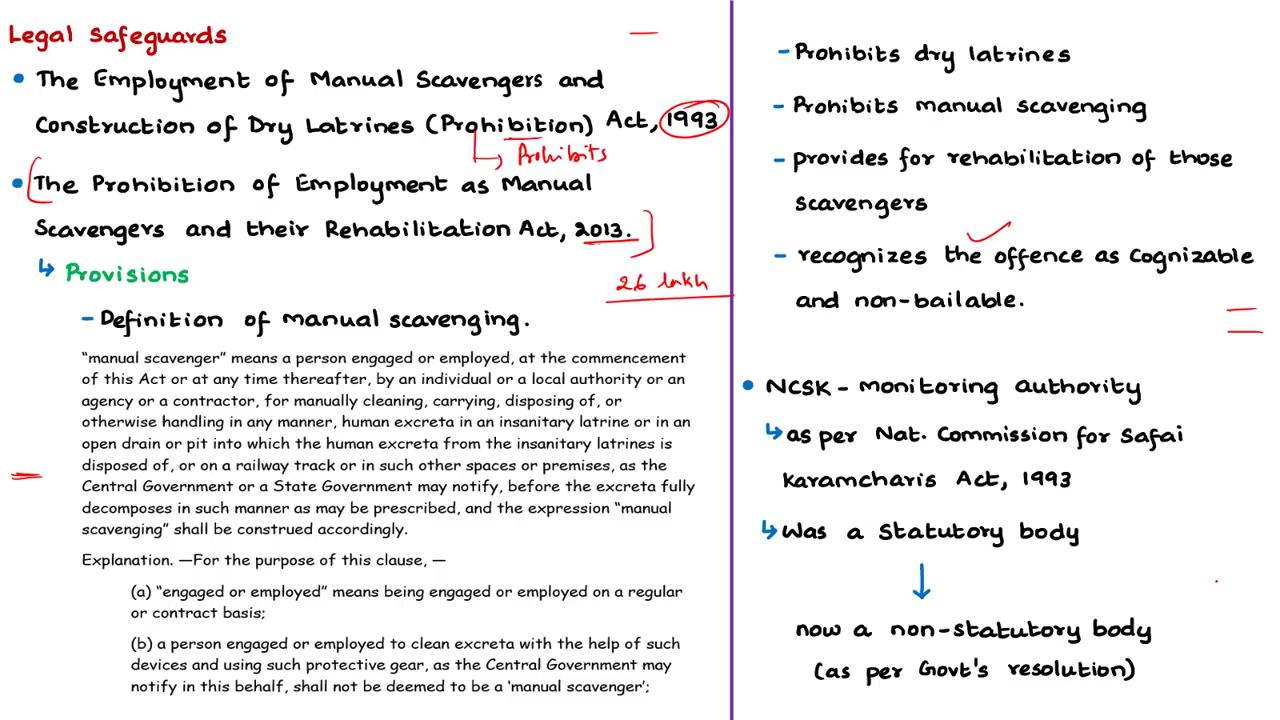 Legal Safeguards
• The Employment of Manual Scavengers and
Construction of Dry Latrines (Prohibition) Act, 1993
↳ Prohibits
• The Prohibition of Employment as Manual
Scavengers and their Rehabilitation Act, 2013.
↳ Provisions
26 lakh
- Definition of manual scavenging.
“manual scavenger” means a person engaged or employed, at the commencement
of this Act or at any time thereafter, by an individual or a local authority or an
agency or a contractor, for manually cleaning, carrying, disposing of, or
otherwise handling in any manner, human excreta in an insanitary latrine or in an
open drain or pit into which the human excreta from the insanitary latrines is
disposed of, or on a railway track or in such other spaces or premises, as the
Central Government or a State Government may notify, before the excreta fully
decomposes in such manner as may be prescribed, and the expression “manual
scavenging” shall be construed accordingly.
Explanation. —For the purpose of this clause, —
(a) “engaged or employed” means being engaged or employed on a regular
or contract basis;
(b) a person engaged or employed to clean excreta with the help of such
devices and using such protective gear, as the Central Government may
notify in this behalf, shall not be deemed to be a ‘manual scavenger’;
- Prohibits dry latrines
- Prohibits manual scavenging
- provides for rehabilitation of those
scavengers
- recognizes the offence as Cognizable
and non-bailable.
• NCSK - monitoring authority
↳ as per Nat. Commission for Safai
Karamcharis Act, 1993
↳ Was a Statutory body
↓
now a non-statutory body
(as per Govt's resolution)